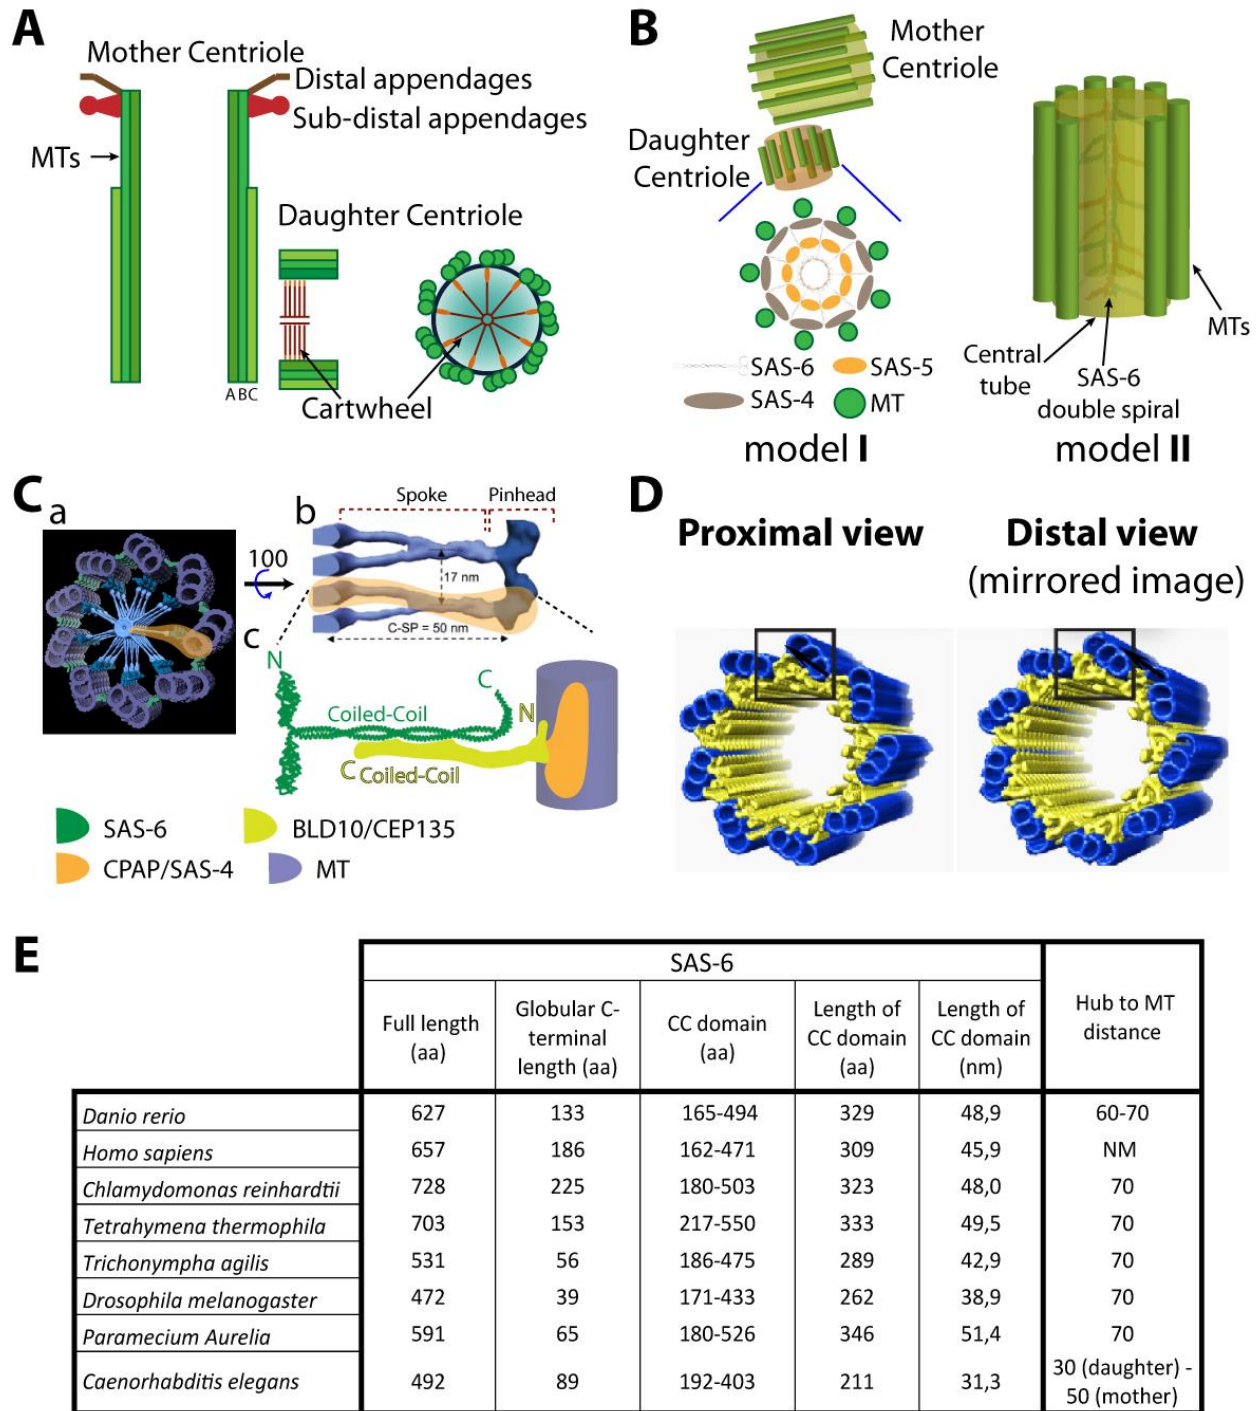 A
Mother Centriole
Distal appendages
Sub-distal appendages
MTs
Daughter Centriole
A B C
Cartwheel
B
Mother
Centriole
Daughter
Centriole
SAS-6
SAS-5
SAS-4
MT
model I
MTs
Central
tube
SAS-6
double spiral
model II
C
a
100
b
Spoke
Pinhead
17 nm
C-SP = 50 nm
c
N
C
Coiled-Coil
N
C
Coiled-Coil
SAS-6
BLD10/CEP135
CPAP/SAS-4
MT
D
Proximal view
Distal view
(mirrored image)
E
SAS-6
Full length
(aa)
Globular C-
terminal
length (aa)
CC domain
(aa)
Length of
CC domain
(aa)
Length of
CC domain
(nm)
Hub to MT
distance
Danio rerio 627 133 165-494 329 48,9 60-70
Homo sapiens 657 186 162-471 309 45,9 NM
Chlamydomonas reinhardtii 728 225 180-503 323 48,0 70
Tetrahymena thermophila 703 153 217-550 333 49,5 70
Trichonympha agilis 531 56 186-475 289 42,9 70
Drosophila melanogaster 472 39 171-433 262 38,9 70
Paramecium Aurelia 591 65 180-526 346 51,4 70
Caenorhabditis elegans 492 89 192-403 211 31,3 30 (daughter) -
50 (mother)